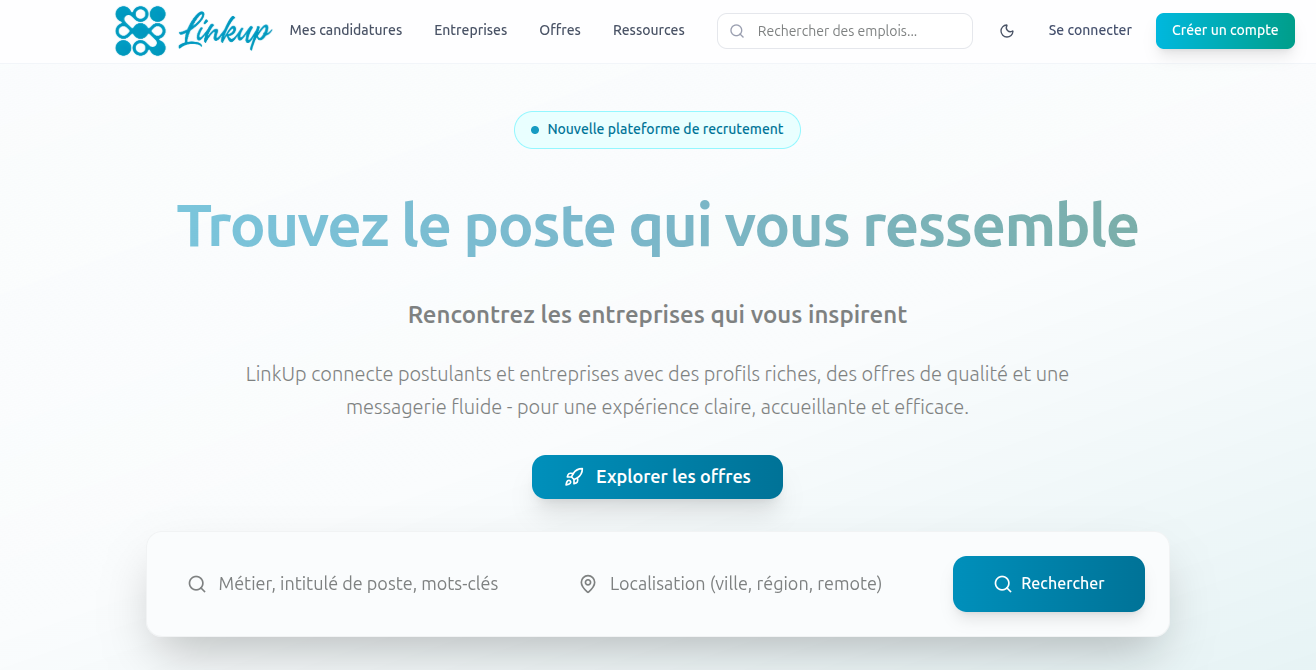 Linkup
Mes candidatures
Entreprises
Offres
Ressources
Rechercher des emplois...
Se connecter
Créer un compte
Nouvelle plateforme de recrutement
Trouvez le poste qui vous ressemble
Rencontrez les entreprises qui vous inspirent
LinkUp connecte postulants et entreprises avec des profils riches, des offres de qualité et une
messagerie fluide - pour une expérience claire, accueillante et efficace.
Explorer les offres
Métier, intitulé de poste, mots-clés
Localisation (ville, région, remote)
Rechercher